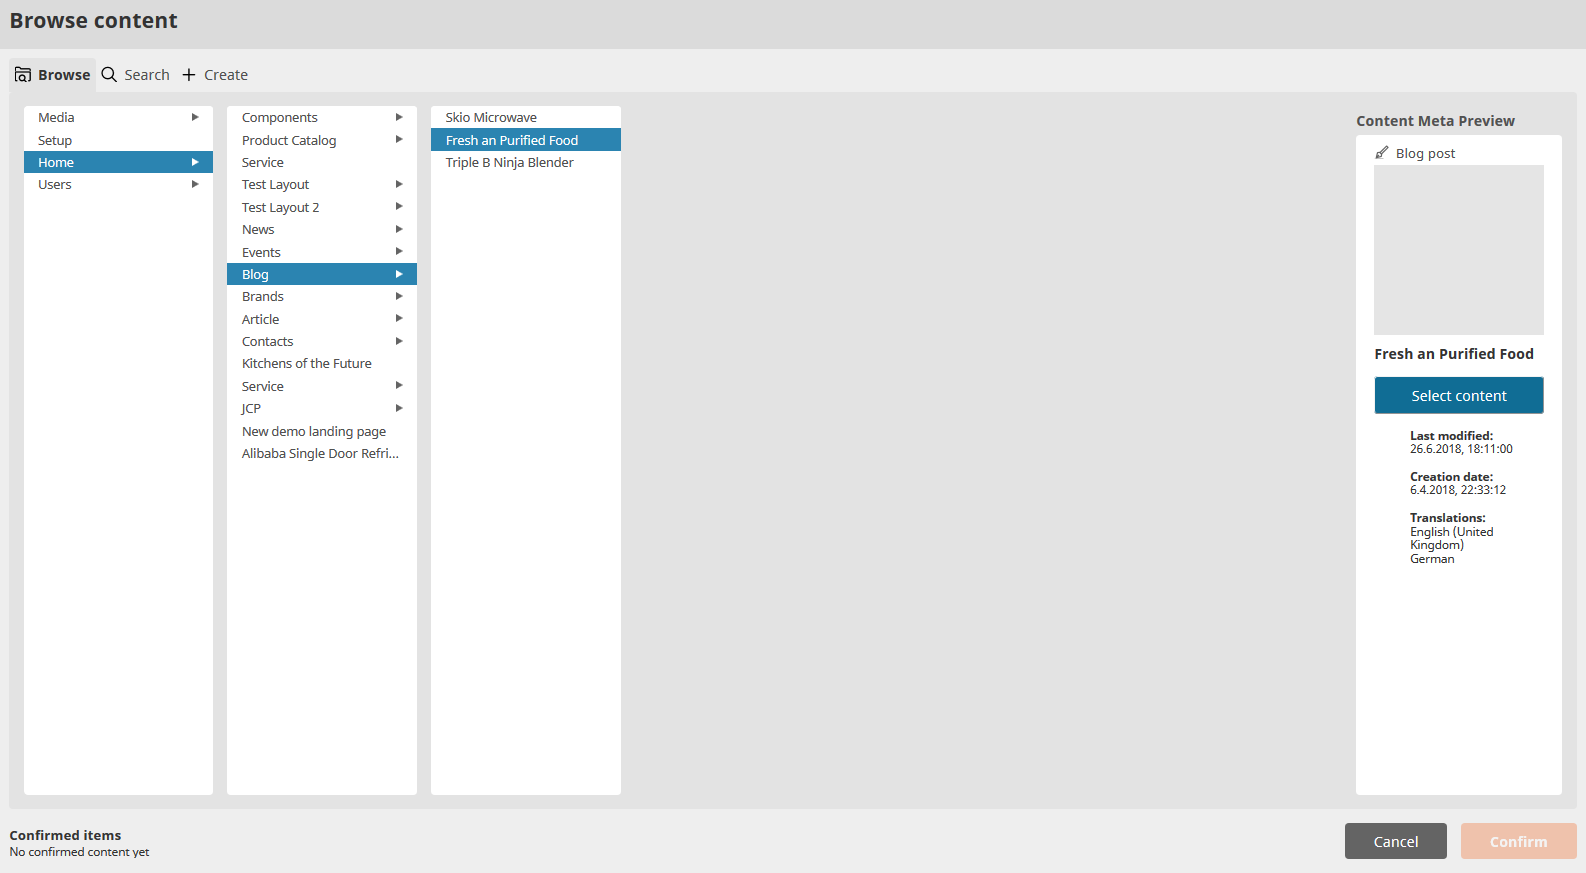 Browse content
Browse
Search
Create
Media
Setup
Home
Users
Components
Product Catalog
Service
Test Layout
Test Layout 2
News
Events
Blog
Brands
Article
Contacts
Kitchens of the Future
Service
JCP
New demo landing page
Alibaba Single Door Refri...
Skio Microwave
Fresh an Purified Food
Triple B Ninja Blender
Content Meta Preview
Blog post
Fresh an Purified Food
Select content
Last modified:
26.6.2018, 18:11:00
Creation date:
6.4.2018, 22:33:12
Translations:
English (United
Kingdom)
German
Confirmed items
No confirmed content yet
Cancel
Confirm